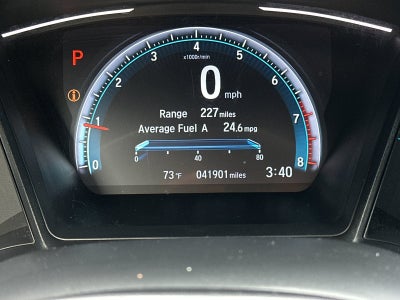 4
x1000r/min
3 5
P
2 6
0 mph
i
Range 227 miles
1 7
Average Fuel A 24.6 mpg
0 8
0 40 80
73°F 041901 miles 3:40